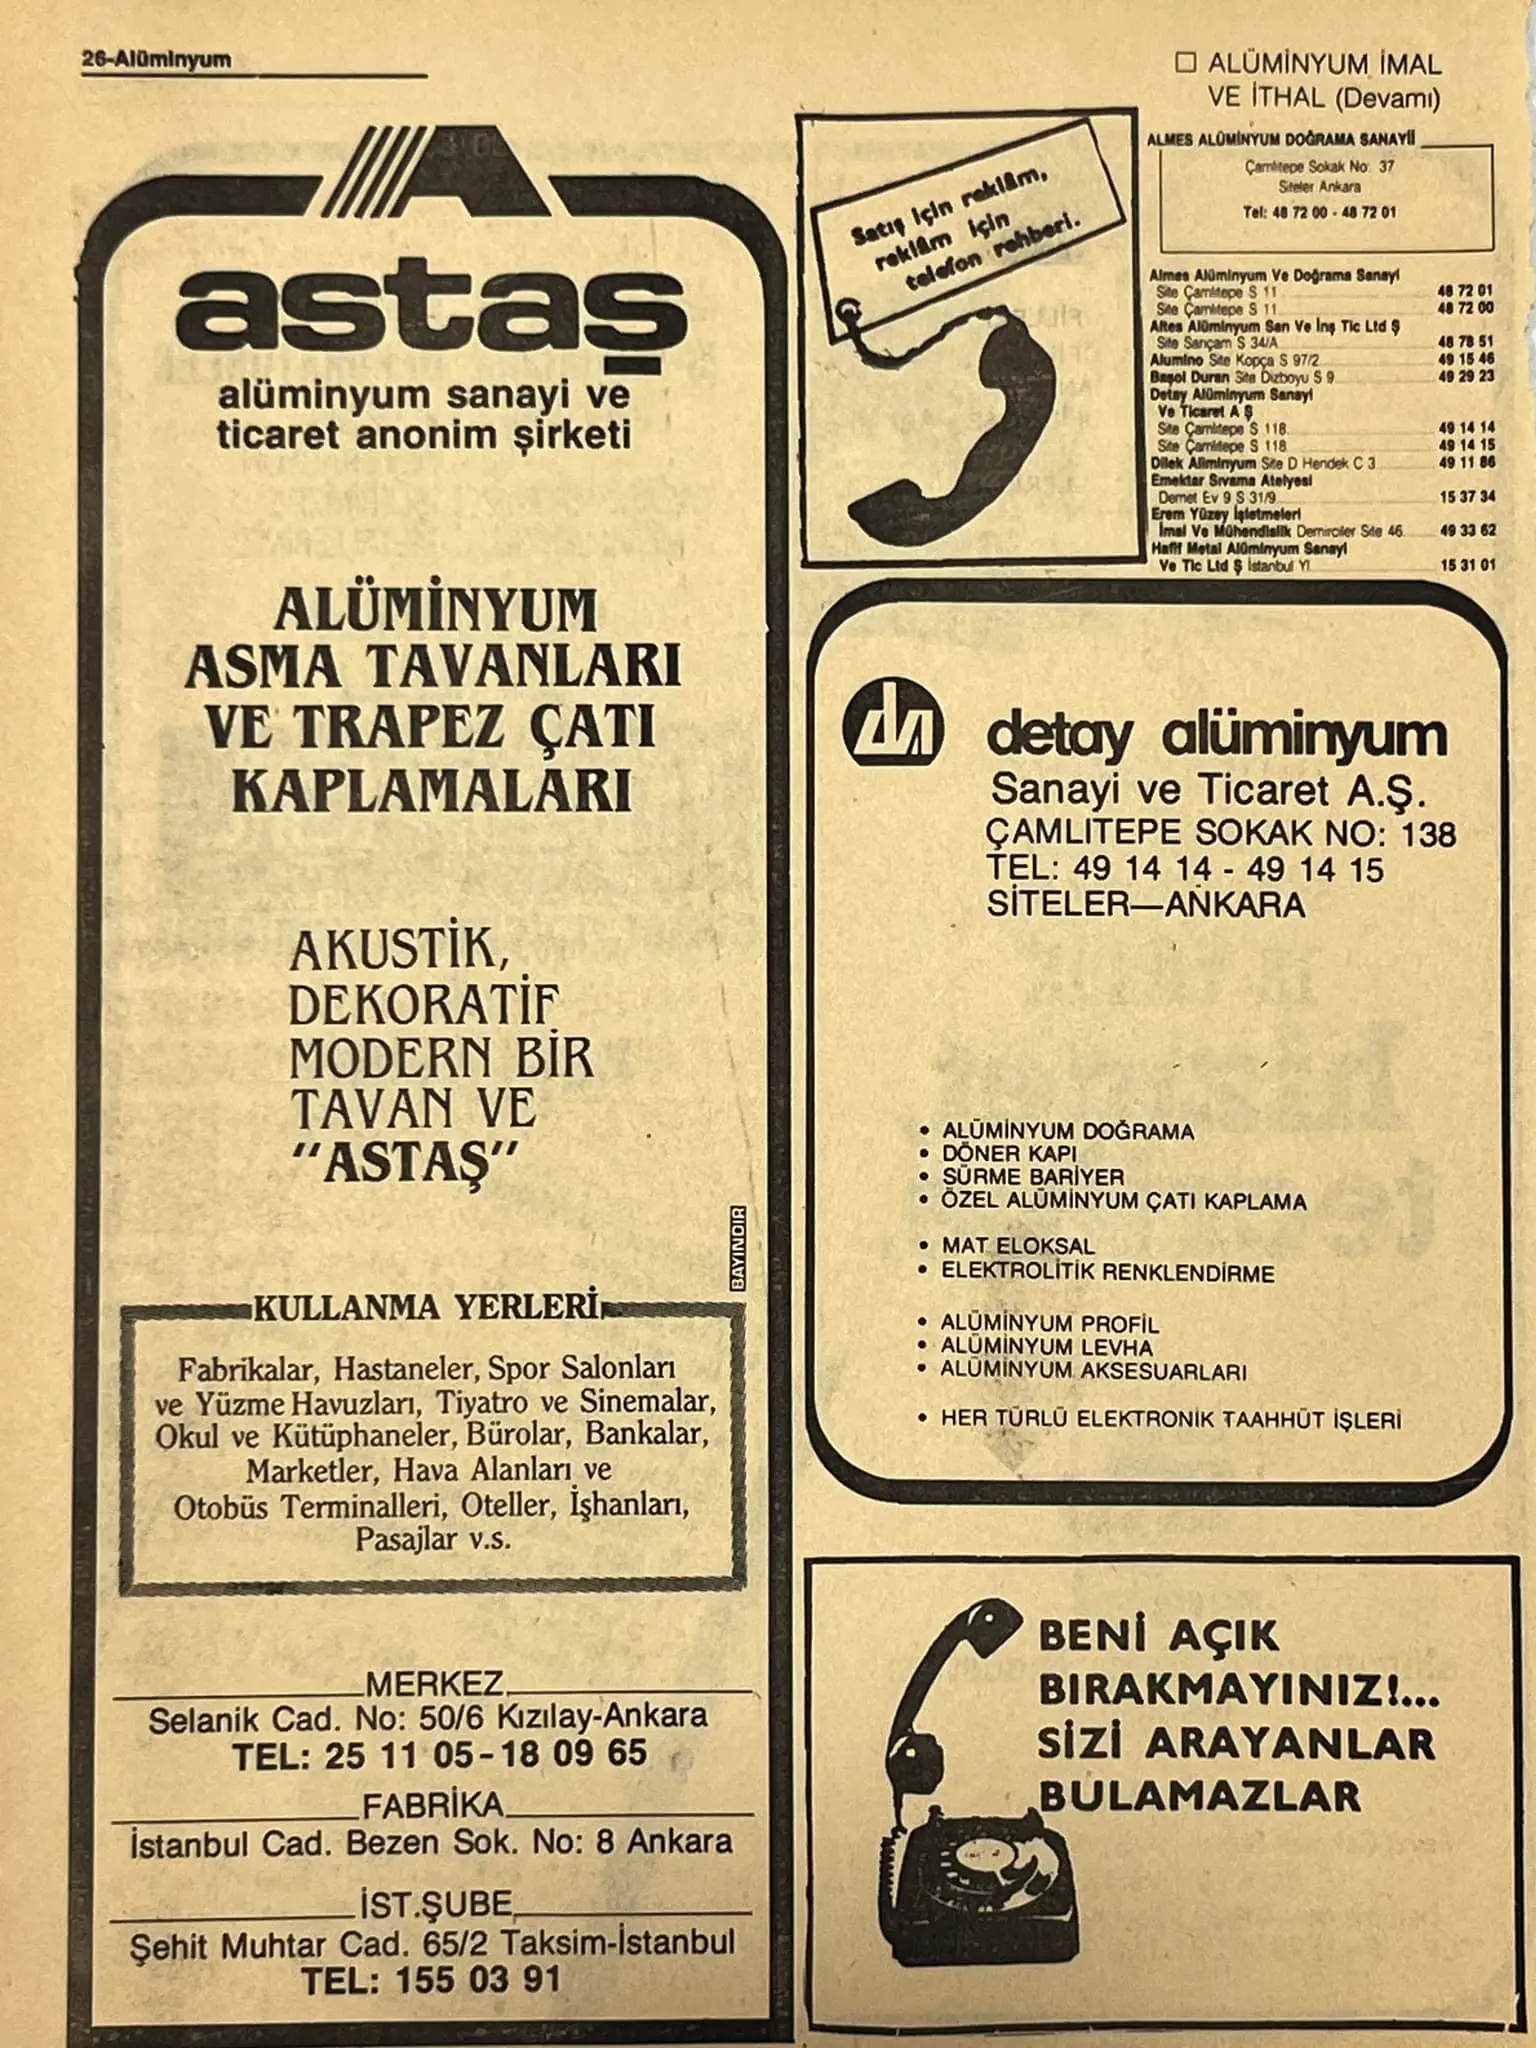 26-Alüminyum
astaş
alüminyum sanayi ve
ticaret anonim şirketi
ALÜMİNYUM
ASMA TAVANLARI
VE TRAPEZ ÇATI
KAPLAMALARI
AKUSTİK,
DEKORATİF
MODERN BİR
TAVAN VE
"ASTAŞ"
BAYINDIR
KULLANMA YERLERİ
Fabrikalar, Hastaneler, Spor Salonları
ve Yüzme Havuzları, Tiyatro ve Sinemalar,
Okul ve Kütüphaneler, Bürolar, Bankalar,
Marketler, Hava Alanları ve
Otobüs Terminalleri, Oteller, İşhanları,
Pasajlar v.s.
MERKEZ
Selanik Cad. No: 50/6 Kızılay-Ankara
TEL: 25 11 05-18 09 65
FABRİKA
İstanbul Cad. Bezen Sok. No: 8 Ankara
İST.ŞUBE
Şehit Muhtar Cad. 65/2 Taksim-İstanbul
TEL: 155 03 91
Satış için reklâm,
reklâm için
telefon rehberi.
□ ALÜMİNYUM İMAL
VE İTHAL (Devamı)
ALMES ALÜMİNYUM DOĞRAMA SANAYİİ
Çamlıtepe Sokak No: 37
Siteler Ankara
Tel: 48 72 00 - 48 72 01
Almes Alüminyum Ve Doğrama Sanayi
Site Çamlıtepe S 11 48 72 01
Site Çamlıtepe S 11 48 72 00
Altes Alüminyum San Ve İnş Tic Ltd Ş
Site Sarıçam S 34/A 48 78 51
Alumino Site Kopça S 97/2 49 15 46
Başol Duran Site Dizboyu S 9 49 29 23
Detay Alüminyum Sanayi
Ve Ticaret A Ş
Site Çamlıtepe S 118 49 14 14
Site Çamlıtepe S 118 49 14 15
Dilek Aliminyum Site D Hendek C 3 49 11 86
Emektar Sıvama Atelyesi
Demet Ev 9 S 31/9 15 37 34
Erem Yüzey İşletmeleri
İmal Ve Mühendislik Demirciler Site 46 49 33 62
Hafif Metal Alüminyum Sanayi
Ve Tic Ltd Ş İstanbul Yl 15 31 01
detay alüminyum
Sanayi ve Ticaret A.Ş.
ÇAMLITEPE SOKAK NO: 138
TEL: 49 14 14 - 49 14 15
SİTELER—ANKARA
• ALÜMİNYUM DOĞRAMA
• DÖNER KAPI
• SÜRME BARİYER
• ÖZEL ALÜMİNYUM ÇATI KAPLAMA
• MAT ELOKSAL
• ELEKTROLİTİK RENKLENDİRME
• ALÜMİNYUM PROFİL
• ALÜMİNYUM LEVHA
• ALÜMİNYUM AKSESUARLARI
• HER TÜRLÜ ELEKTRONİK TAAHHÜT İŞLERİ
BENİ AÇIK
BIRAKMAYINIZ!...
SİZİ ARAYANLAR
BULAMAZLAR